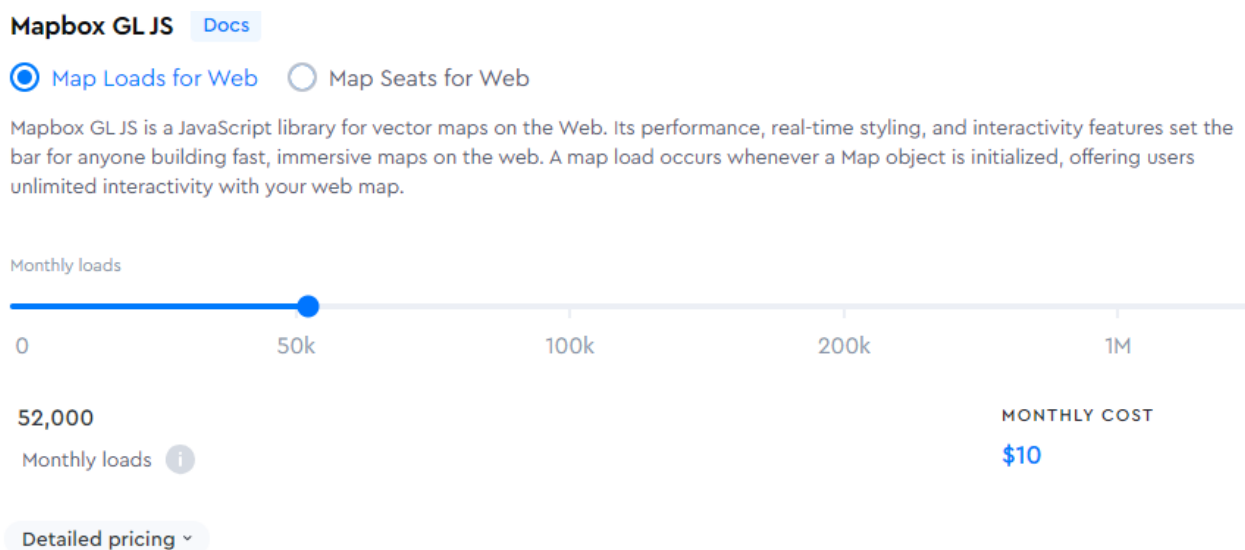 Mapbox GL JS Docs
Map Loads for Web Map Seats for Web
Mapbox GL JS is a JavaScript library for vector maps on the Web. Its performance, real-time styling, and interactivity features set the
bar for anyone building fast, immersive maps on the web. A map load occurs whenever a Map object is initialized, offering users
unlimited interactivity with your web map.
Monthly loads
0 50k 100k 200k 1M
52,000
Monthly loads i
MONTHLY COST
$10
Detailed pricing